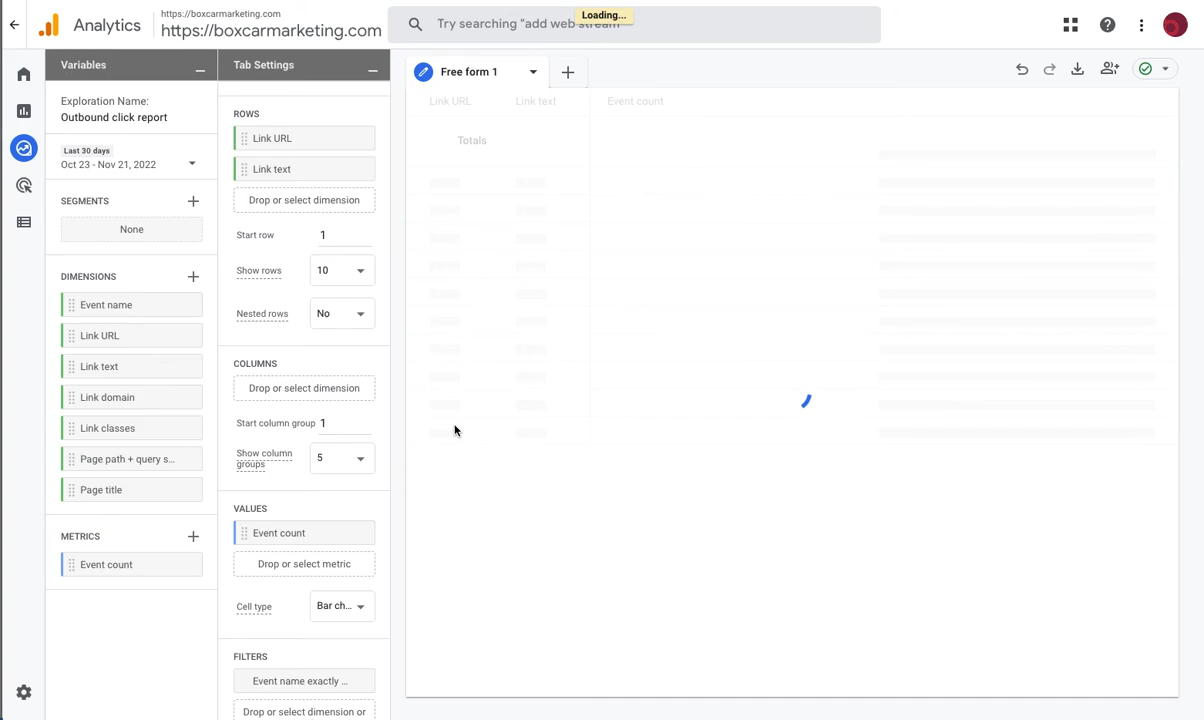 Loading...
Analytics
https://boxcarmarketing.com
https://boxcarmarketing.com
Try searching "add web stream"
Variables
Tab Settings
Free form 1
Exploration Name:
Outbound click report
Last 30 days
Oct 23 - Nov 21, 2022
SEGMENTS
None
DIMENSIONS
Event name
Link URL
Link text
Link domain
Link classes
Page path + query s...
Page title
METRICS
Event count
ROWS
Link URL
Link text
Drop or select dimension
Start row 1
Show rows 10
Nested rows No
COLUMNS
Drop or select dimension
Start column group 1
Show column
groups 5
VALUES
Event count
Drop or select metric
Cell type Bar ch...
FILTERS
Event name exactly ...
Drop or select dimension or
Link URL Link text Event count
Totals